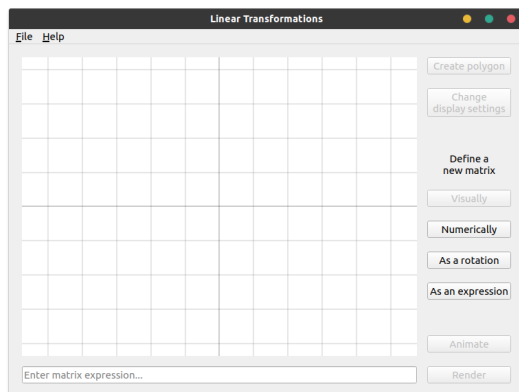 Linear Transformations
File Help
Create polygon
Change
display settings
Define a
new matrix
Visually
Numerically
As a rotation
As an expression
Animate
Enter matrix expression...
Render